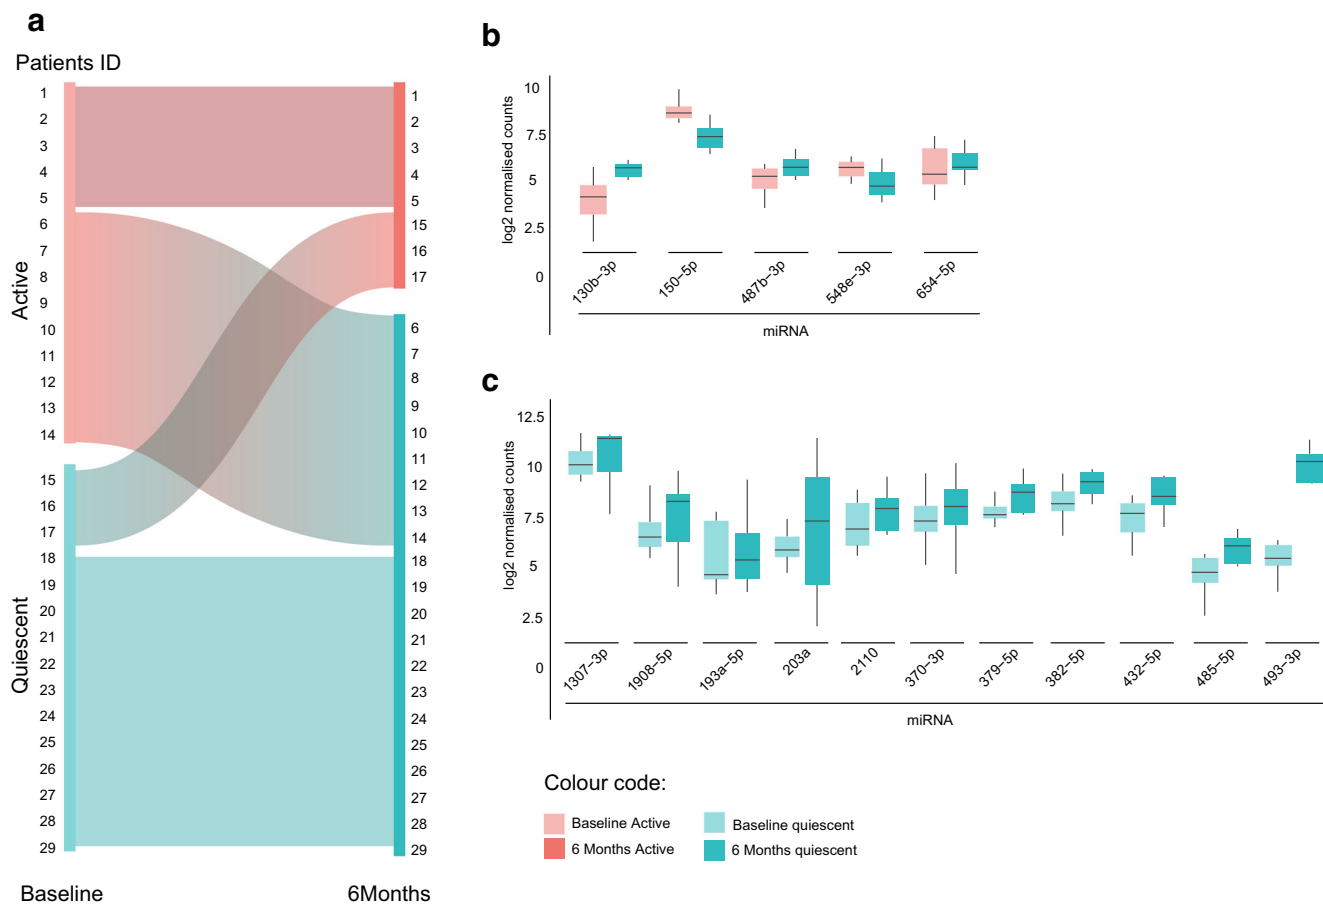 a
Patients ID
Active
Quiescent
1
2
3
4
5
6
7
8
9
10
11
12
13
14
15
16
17
18
19
20
21
22
23
24
25
26
27
28
29
1
2
3
4
5
15
16
17
6
7
8
9
10
11
12
13
14
18
19
20
21
22
23
24
25
26
27
28
29
Baseline
6Months
b
log2 normalised counts
10
7.5
5
2.5
0
130b−3p
150−5p
487b−3p
548e−3p
654−5p
miRNA
c
log2 normalised counts
12.5
10
7.5
5
2.5
0
1307−3p
1908−5p
193a−5p
203a
2110
370−3p
379−5p
382−5p
432−5p
485−5p
493−3p
miRNA
Colour code:
Baseline Active
6 Months Active
Baseline quiescent
6 Months quiescent